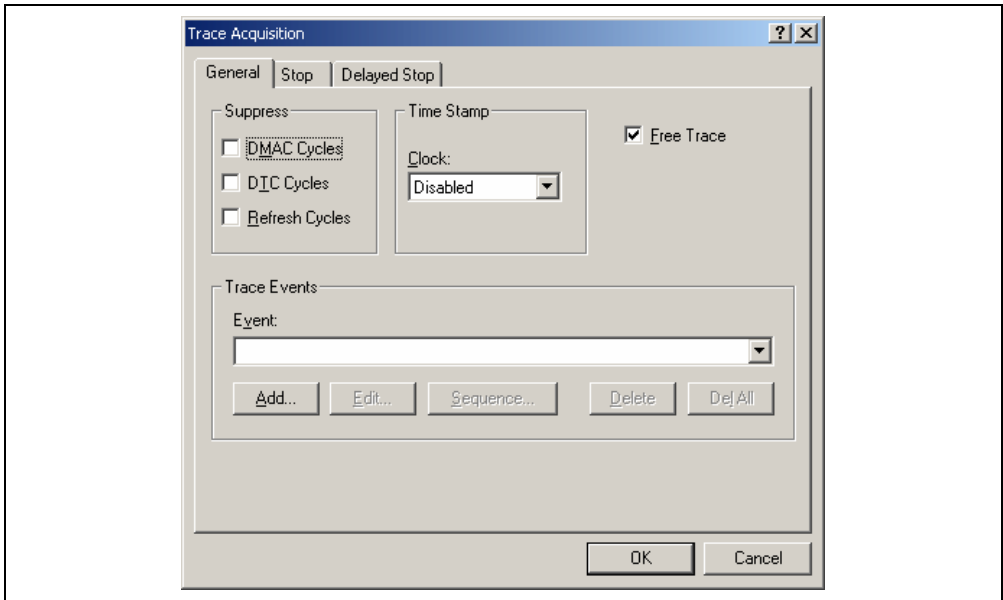 Trace Acquisition
General
Stop
Delayed Stop
Suppress
DMAC Cycles
DTC Cycles
Refresh Cycles
Time Stamp
Clock:
Disabled
Free Trace
Trace Events
Event:
Add...
Edit...
Sequence...
Delete
Del All
OK
Cancel